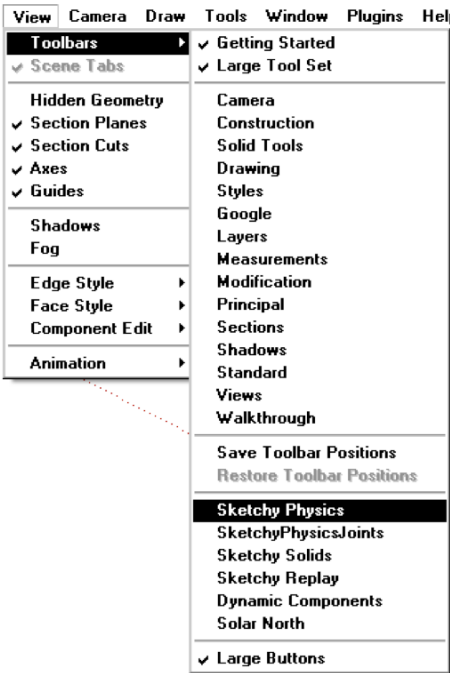 View Camera Draw Tools Window Plugins
Toolbars
Scene Tabs
Hidden Geometry
Section Planes
Section Cuts
Axes
Guides
Shadows
Fog
Edge Style
Face Style
Component Edit
Animation
Getting Started
Large Tool Set
Camera
Construction
Solid Tools
Drawing
Styles
Google
Layers
Measurements
Modification
Principal
Sections
Shadows
Standard
Views
Walkthrough
Save Toolbar Positions
Restore Toolbar Positions
Sketchy Physics
SketchyPhysicsJoints
Sketchy Solids
Sketchy Replay
Dynamic Components
Solar North
Large Buttons